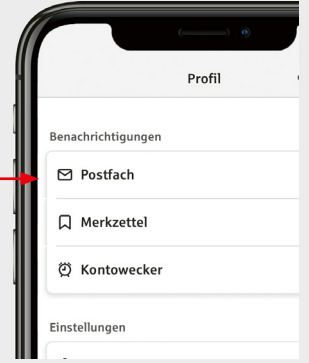 Profil
Benachrichtigungen
Postfach
Merkzettel
Kontowecker
Einstellungen